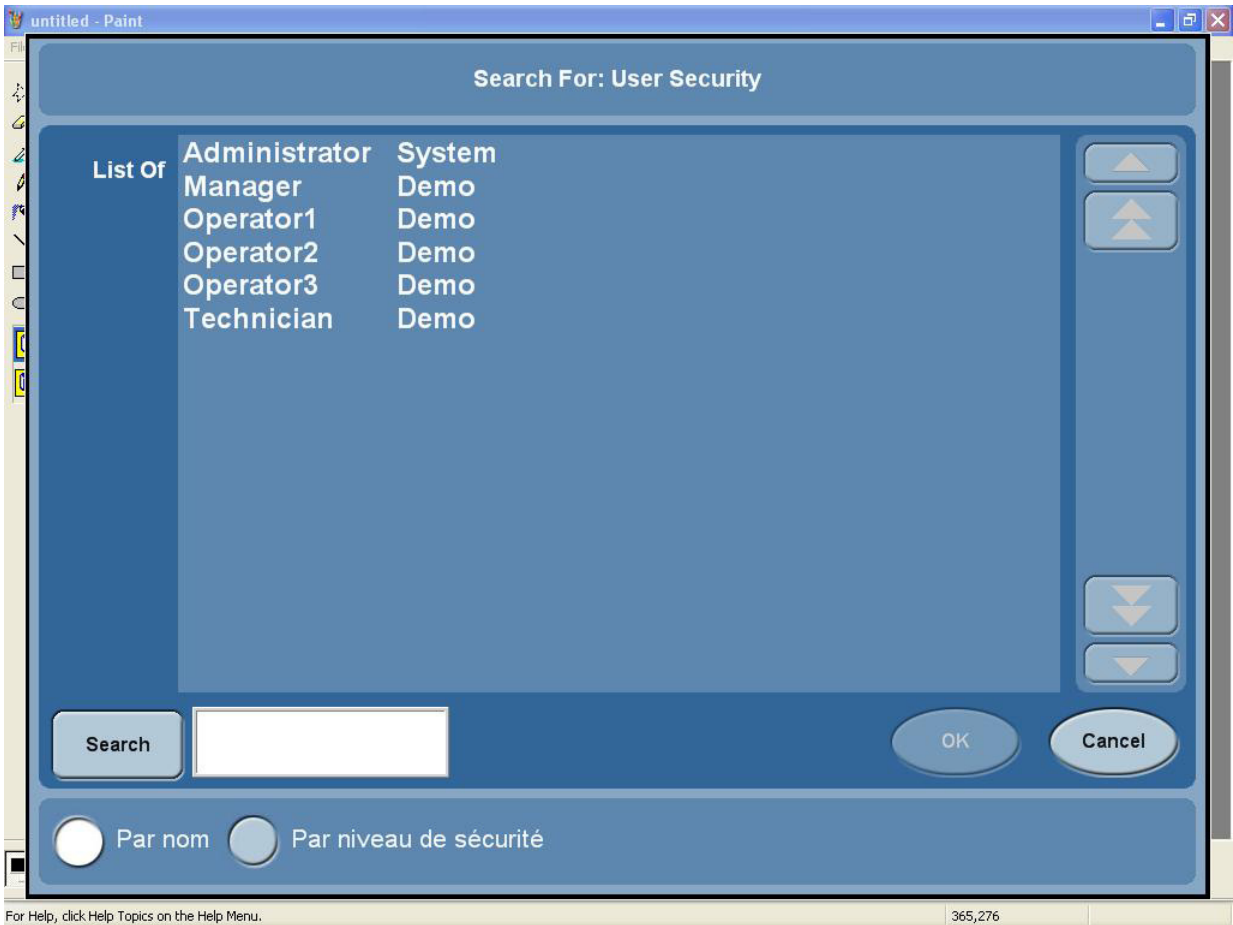 untitled - Paint
Search For: User Security
List Of
Administrator System
Manager Demo
Operator1 Demo
Operator2 Demo
Operator3 Demo
Technician Demo
Search
OK
Cancel
Par nom
Par niveau de sécurité
For Help, click Help Topics on the Help Menu.
365,276